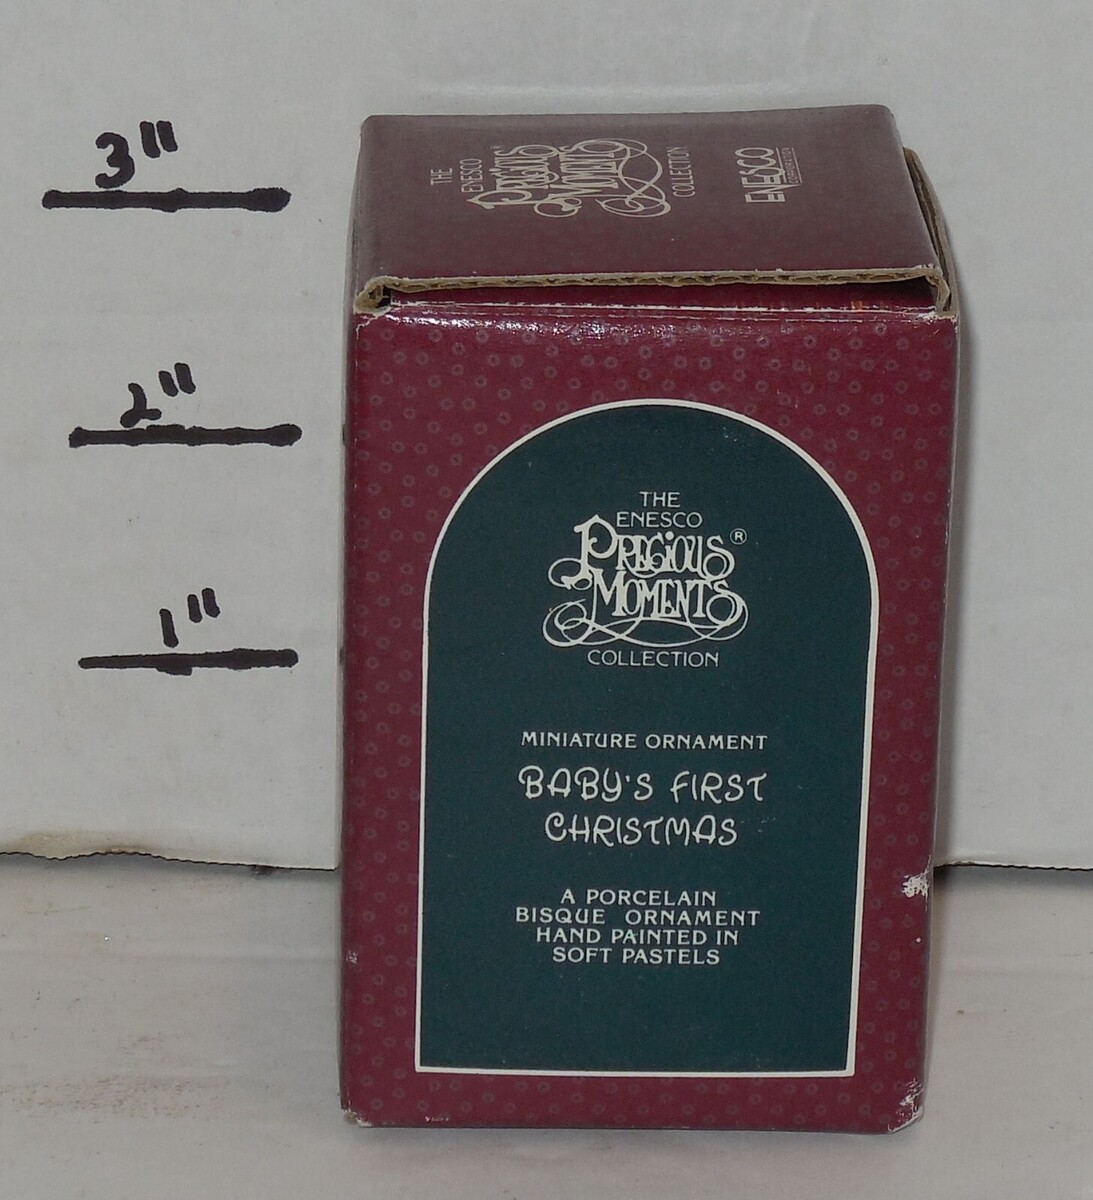 3"
2"
1"
THE
ENESCO
PRECIOUS
MOMENTS
COLLECTION
ENESCO
CORPORATION
THE
ENESCO
PRECIOUS ®
MOMENTS
COLLECTION
MINIATURE ORNAMENT
BABY'S FIRST
CHRISTMAS
A PORCELAIN
BISQUE ORNAMENT
HAND PAINTED IN
SOFT PASTELS